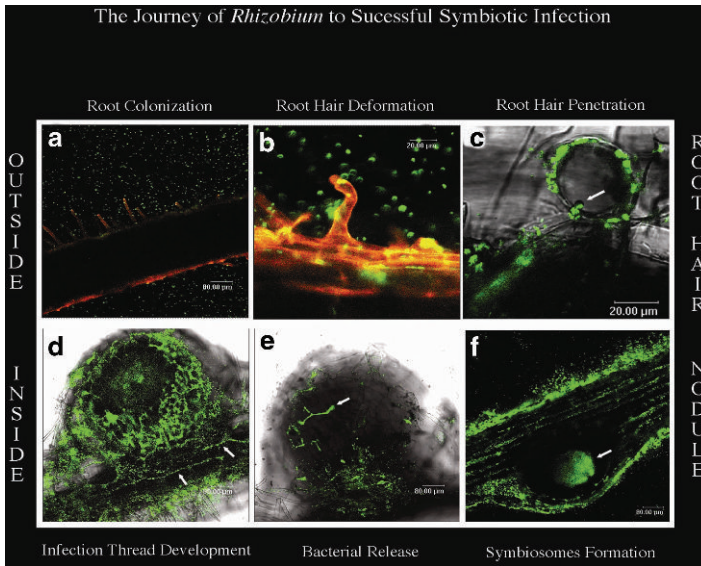 The Journey of Rhizobium to Sucessful Symbiotic Infection
Root Colonization
Root Hair Deformation
Root Hair Penetration
OUTSIDE
INSIDE
a
80.00 µm
b
20.00 µm
c
20.00 µm
ROOT HAIR
NODULE
d
80.00 µm
e
80.00 µm
f
80.00 µm
Infection Thread Development
Bacterial Release
Symbiosomes Formation